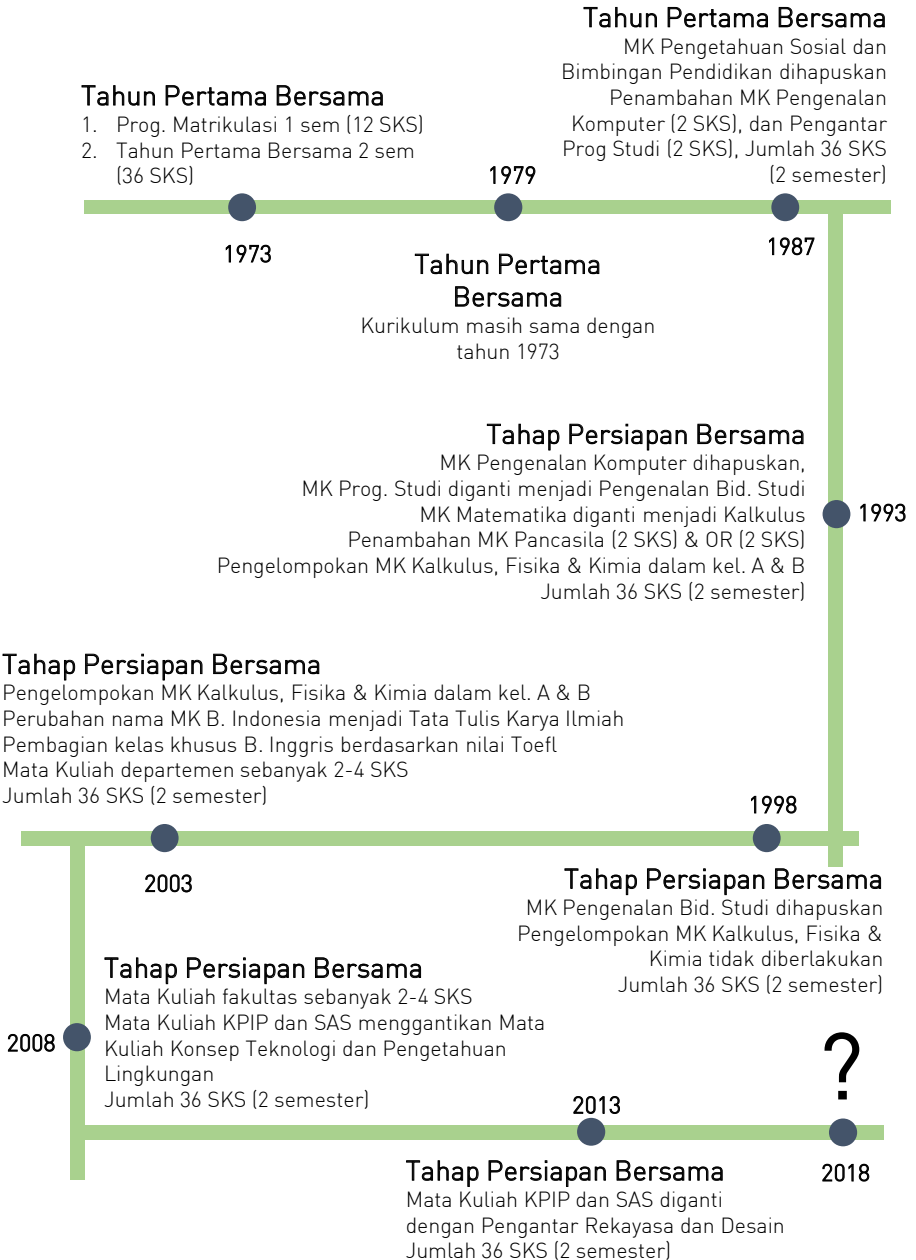 Tahun Pertama Bersama
1. Prog. Matrikulasi 1 sem (12 SKS)
2. Tahun Pertama Bersama 2 sem
(36 SKS)
1973
1979
Tahun Pertama
Bersama
Kurikulum masih sama dengan
tahun 1973
Tahun Pertama Bersama
MK Pengetahuan Sosial dan
Bimbingan Pendidikan dihapuskan
Penambahan MK Pengenalan
Komputer (2 SKS), dan Pengantar
Prog Studi (2 SKS), Jumlah 36 SKS
(2 semester)
1987
Tahap Persiapan Bersama
MK Pengenalan Komputer dihapuskan,
MK Prog. Studi diganti menjadi Pengenalan Bid. Studi
MK Matematika diganti menjadi Kalkulus
Penambahan MK Pancasila (2 SKS) & OR (2 SKS)
Pengelompokan MK Kalkulus, Fisika & Kimia dalam kel. A & B
Jumlah 36 SKS (2 semester)
1993
1998
Tahap Persiapan Bersama
MK Pengenalan Bid. Studi dihapuskan
Pengelompokan MK Kalkulus, Fisika &
Kimia tidak diberlakukan
Jumlah 36 SKS (2 semester)
Tahap Persiapan Bersama
Pengelompokan MK Kalkulus, Fisika & Kimia dalam kel. A & B
Perubahan nama MK B. Indonesia menjadi Tata Tulis Karya Ilmiah
Pembagian kelas khusus B. Inggris berdasarkan nilai Toefl
Mata Kuliah departemen sebanyak 2-4 SKS
Jumlah 36 SKS (2 semester)
2003
2008
Tahap Persiapan Bersama
Mata Kuliah fakultas sebanyak 2-4 SKS
Mata Kuliah KPIP dan SAS menggantikan Mata
Kuliah Konsep Teknologi dan Pengetahuan
Lingkungan
Jumlah 36 SKS (2 semester)
2013
Tahap Persiapan Bersama
Mata Kuliah KPIP dan SAS diganti
dengan Pengantar Rekayasa dan Desain
Jumlah 36 SKS (2 semester)
?
2018